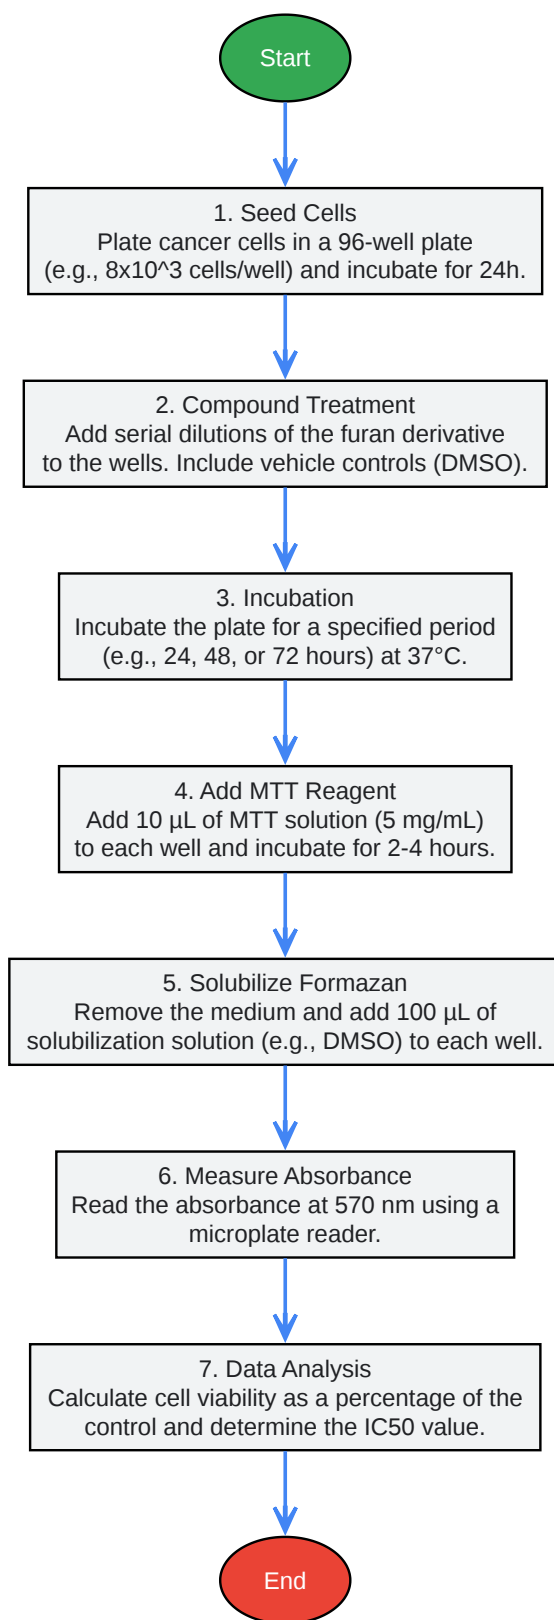 Start
1. Seed Cells
Plate cancer cells in a 96-well plate
(e.g., 8x10^3 cells/well) and incubate for 24h.
2. Compound Treatment
Add serial dilutions of the furan derivative
to the wells. Include vehicle controls (DMSO).
3. Incubation
Incubate the plate for a specified period
(e.g., 24, 48, or 72 hours) at 37°C.
4. Add MTT Reagent
Add 10 µL of MTT solution (5 mg/mL)
to each well and incubate for 2-4 hours.
5. Solubilize Formazan
Remove the medium and add 100 µL of
solubilization solution (e.g., DMSO) to each well.
6. Measure Absorbance
Read the absorbance at 570 nm using a
microplate reader.
7. Data Analysis
Calculate cell viability as a percentage of the
control and determine the IC50 value.
End